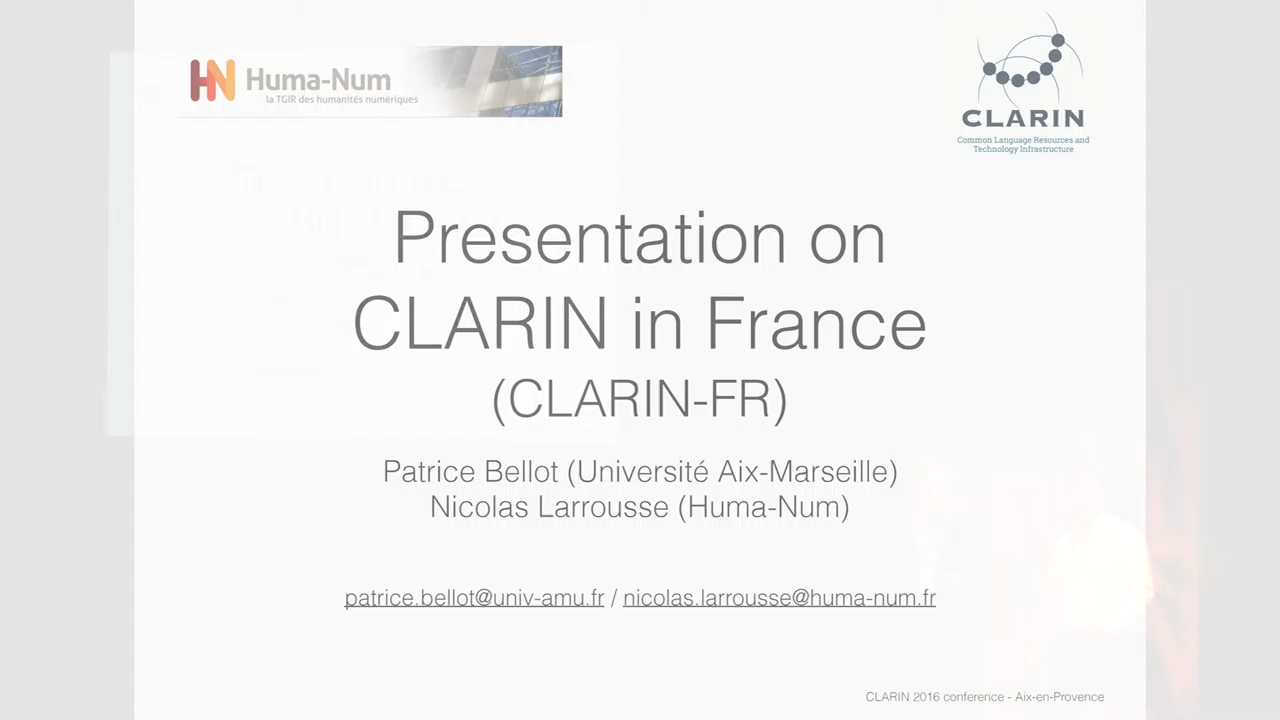 HN Huma-Num
la TGIR des humanités numériques
CLARIN
Common Language Resources and
Technology Infrastructure
Presentation on
CLARIN in France
(CLARIN-FR)
Patrice Bellot (Université Aix-Marseille)
Nicolas Larrousse (Huma-Num)
patrice.bellot@univ-amu.fr / nicolas.larrousse@huma-num.fr
CLARIN 2016 conference - Aix-en-Provence